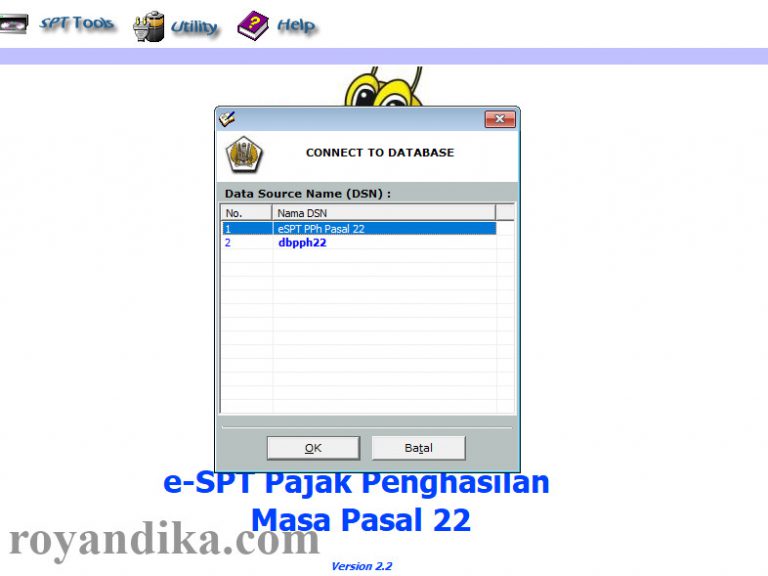 SPT Tools Utility Help
CONNECT TO DATABASE
Data Source Name (DSN) :
No. Nama DSN
1 eSPT PPh Pasal 22
2 dbpph22
OK Batal
e-SPT Pajak Penghasilan
Masa Pasal 22
royandika.com
Version 2.2